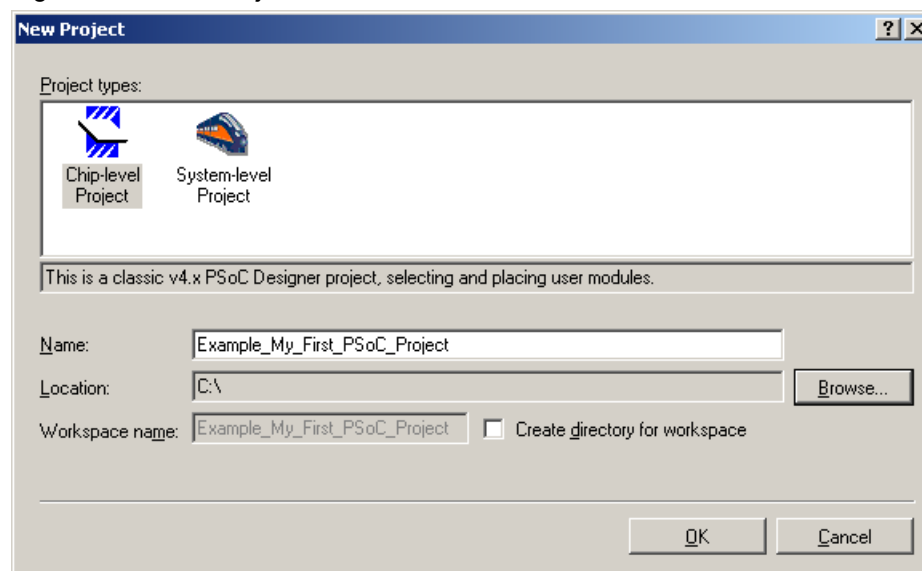 New Project
Project types:
Chip-level
Project
System-level
Project
This is a classic v4.x PSoC Designer project, selecting and placing user modules.
Name:
Example_My_First_PSoC_Project
Location:
C:\
Browse...
Workspace name:
Example_My_First_PSoC_Project
Create directory for workspace
OK
Cancel